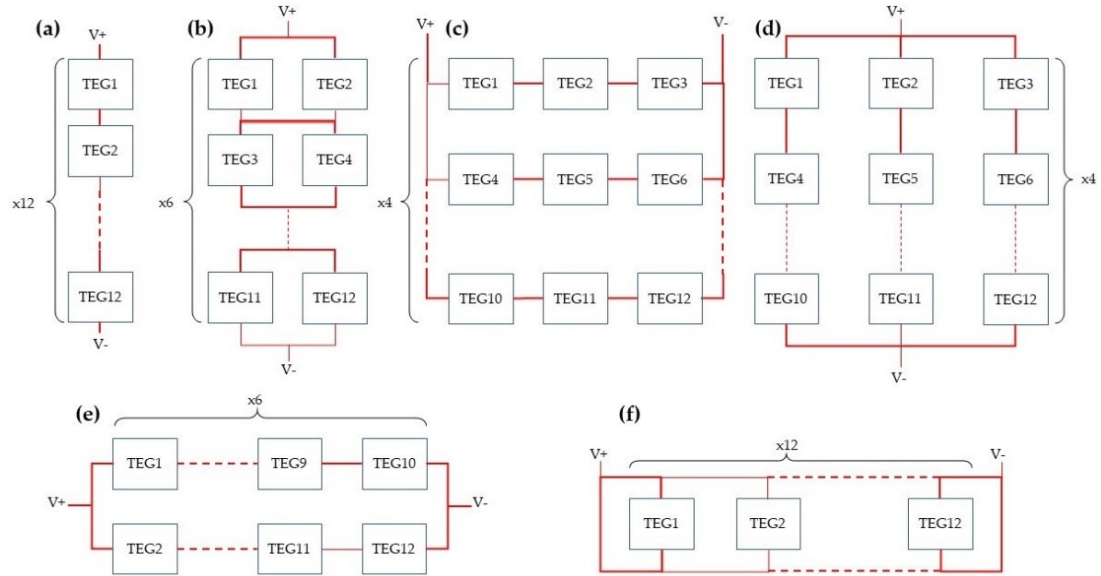 (a)
V+
TEG1
TEG2
x12
TEG12
V-
(b)
V+
TEG1 TEG2
TEG3 TEG4
x6
TEG11 TEG12
V-
V+ (c) V-
TEG1 TEG2 TEG3
TEG4 TEG5 TEG6
x4
TEG10 TEG11 TEG12
(d)
V+
TEG1 TEG2 TEG3
TEG4 TEG5 TEG6
x4
TEG10 TEG11 TEG12
V-
(e)
x6
TEG1 TEG9 TEG10
V+ V-
TEG2 TEG11 TEG12
(f)
x12
V+ V-
TEG1 TEG2 TEG12